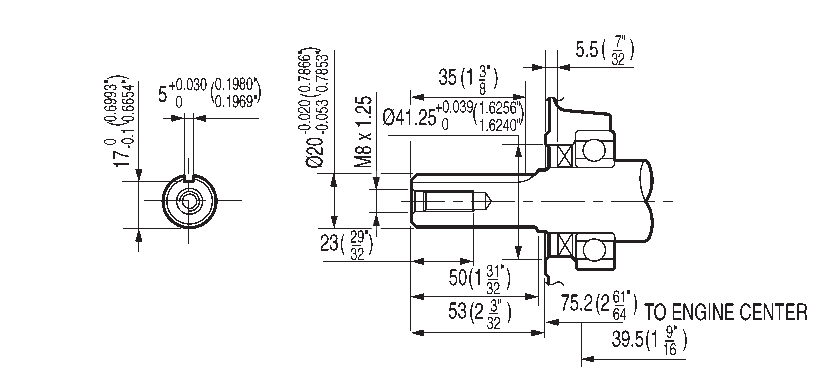 5.5 (7/32")
35 (1 3/8")
Ø41.25 +0.039/0 (1.6256"/1.6240")
M8 x 1.25
Ø20 -0.020/-0.053 (0.7866"/0.7853")
5 +0.030/0 (0.1980"/0.1969")
17 0/-0.1 (0.6993"/0.6654")
23 (29/32")
50 (1 31/32")
53 (2 3/32")
75.2 (2 61/64") TO ENGINE CENTER
39.5 (1 9/16")